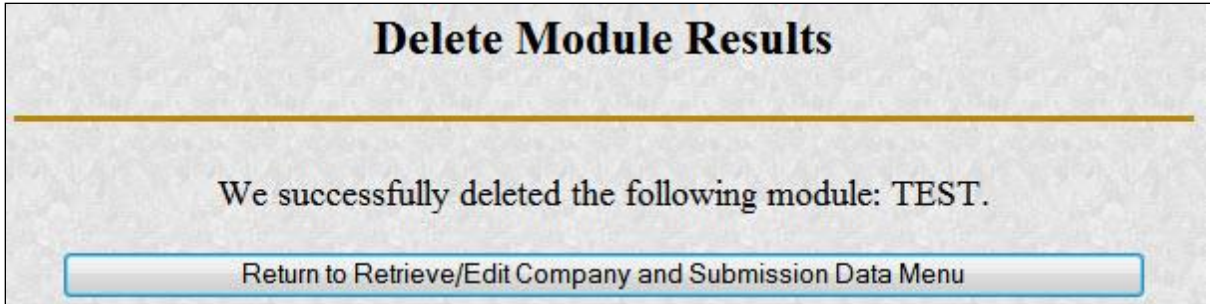 Delete Module Results
We successfully deleted the following module: TEST.
Return to Retrieve/Edit Company and Submission Data Menu